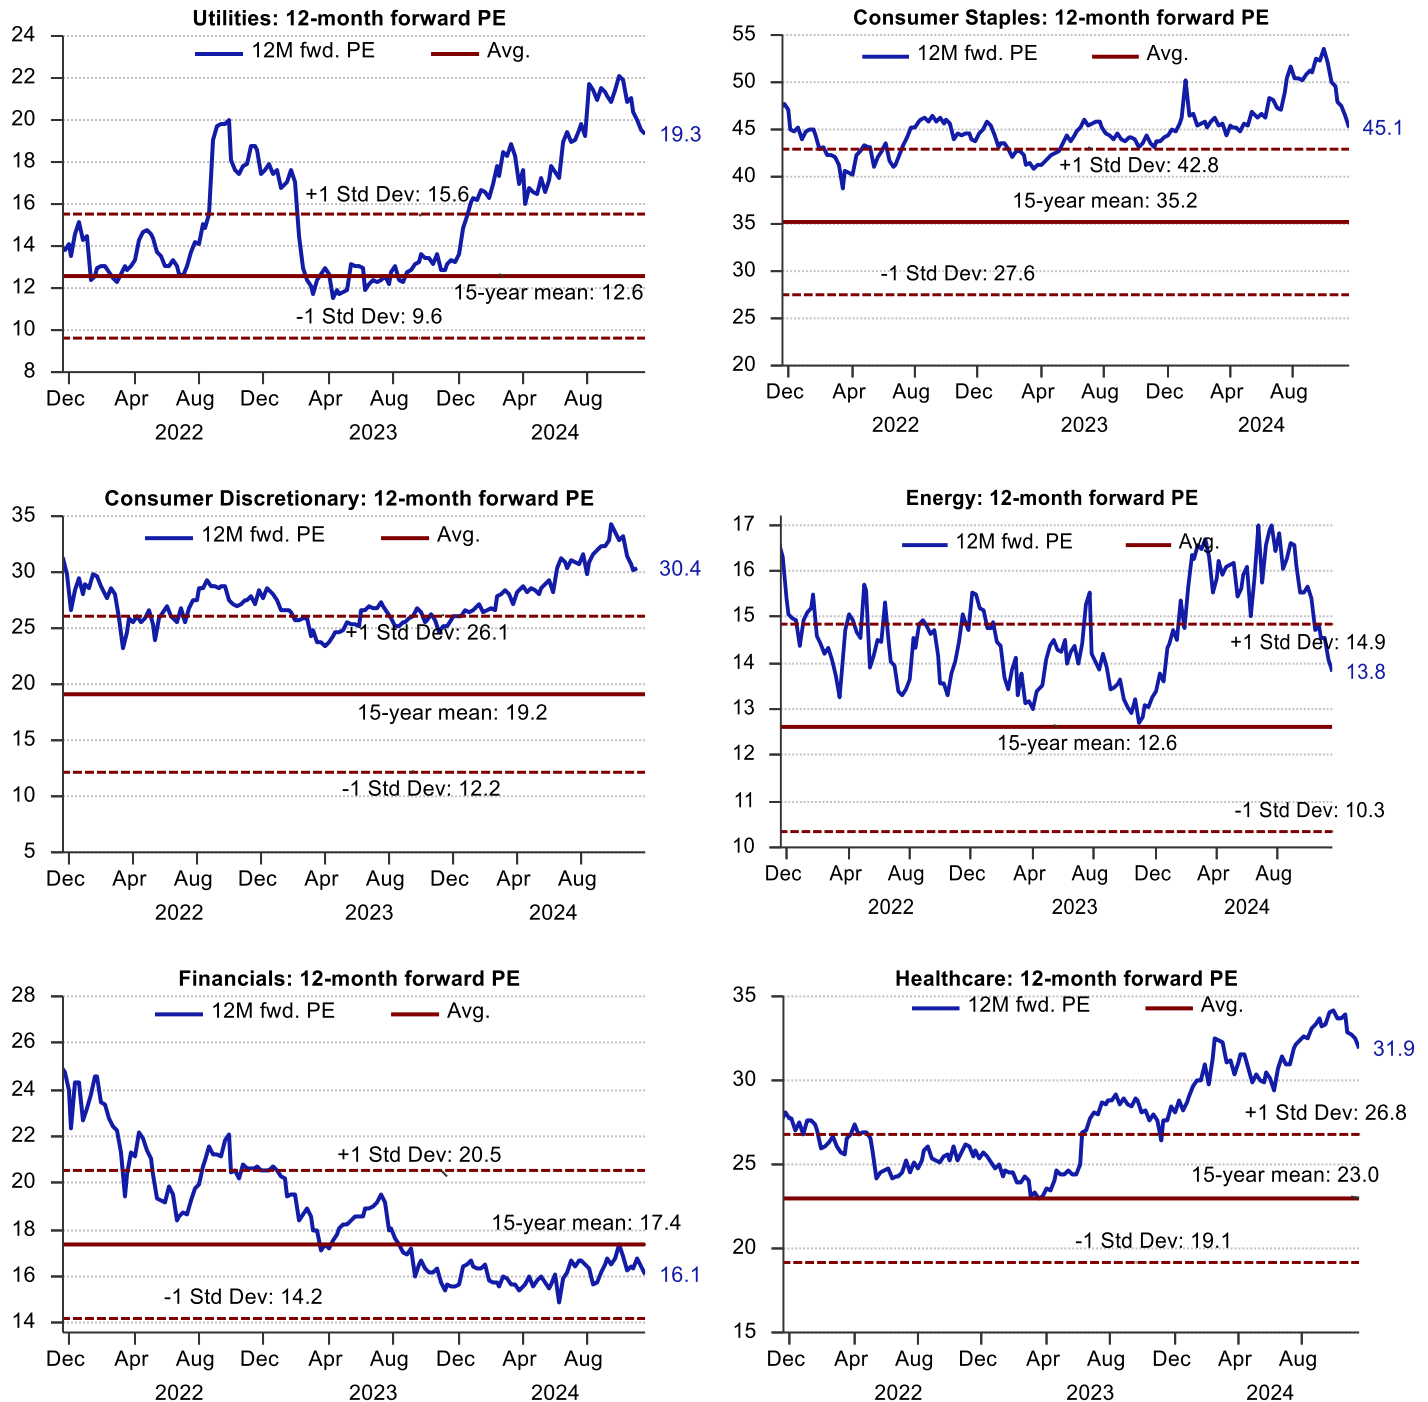 Utilities: 12-month forward PE
12M fwd. PE
Avg.
24
22
20
18
16
14
12
10
8
19.3
+1 Std Dev: 15.6
15-year mean: 12.6
-1 Std Dev: 9.6
Dec Apr Aug Dec Apr Aug Dec Apr Aug
2022 2023 2024
Consumer Staples: 12-month forward PE
12M fwd. PE
Avg.
55
50
45
40
35
30
25
20
45.1
+1 Std Dev: 42.8
15-year mean: 35.2
-1 Std Dev: 27.6
Dec Apr Aug Dec Apr Aug Dec Apr Aug
2022 2023 2024
Consumer Discretionary: 12-month forward PE
12M fwd. PE
Avg.
35
30
25
20
15
10
5
30.4
+1 Std Dev: 26.1
15-year mean: 19.2
-1 Std Dev: 12.2
Dec Apr Aug Dec Apr Aug Dec Apr Aug
2022 2023 2024
Energy: 12-month forward PE
12M fwd. PE
Avg.
17
16
15
14
13
12
11
10
+1 Std Dev: 14.9
13.8
15-year mean: 12.6
-1 Std Dev: 10.3
Dec Apr Aug Dec Apr Aug Dec Apr Aug
2022 2023 2024
Financials: 12-month forward PE
12M fwd. PE
Avg.
28
26
24
22
20
18
16
14
+1 Std Dev: 20.5
15-year mean: 17.4
16.1
-1 Std Dev: 14.2
Dec Apr Aug Dec Apr Aug Dec Apr Aug
2022 2023 2024
Healthcare: 12-month forward PE
12M fwd. PE
Avg.
35
30
25
20
15
31.9
+1 Std Dev: 26.8
15-year mean: 23.0
-1 Std Dev: 19.1
Dec Apr Aug Dec Apr Aug Dec Apr Aug
2022 2023 2024